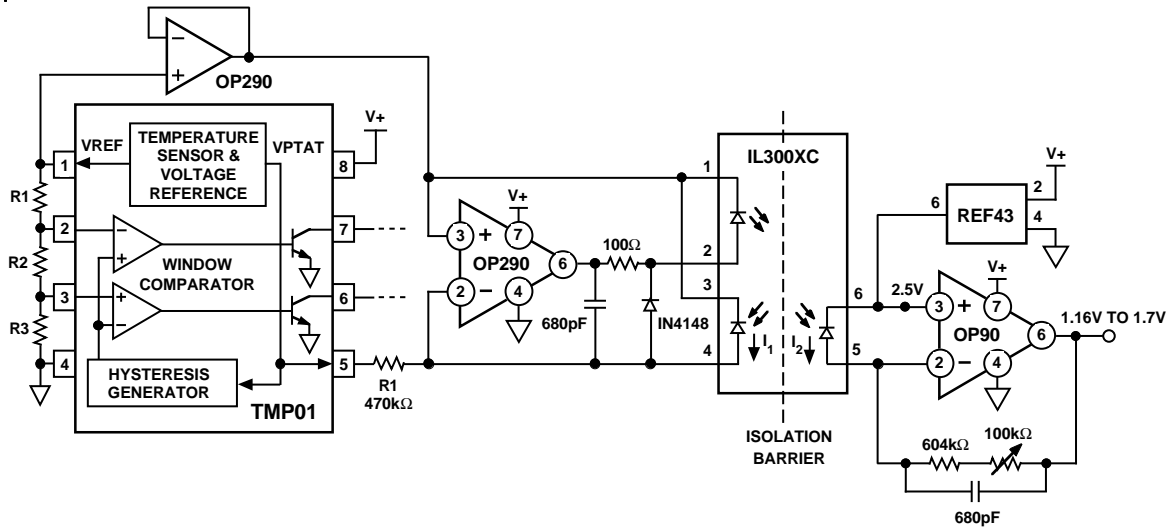 OP290
VREF
TEMPERATURE
SENSOR &
VOLTAGE
REFERENCE
VPTAT
V+
1
8
R1
2
7
R2
WINDOW
COMPARATOR
3
6
R3
4
HYSTERESIS
GENERATOR
5
TMP01
R1
470kΩ
V+
3
+
7
OP290
6
2
−
4
100Ω
680pF
IN4148
IL300XC
1
2
3
4
I1
I2
6
5
ISOLATION
BARRIER
V+
6
REF43
2
4
2.5V
V+
3
+
7
OP90
6
2
−
4
1.16V TO 1.7V
604kΩ
100kΩ
680pF